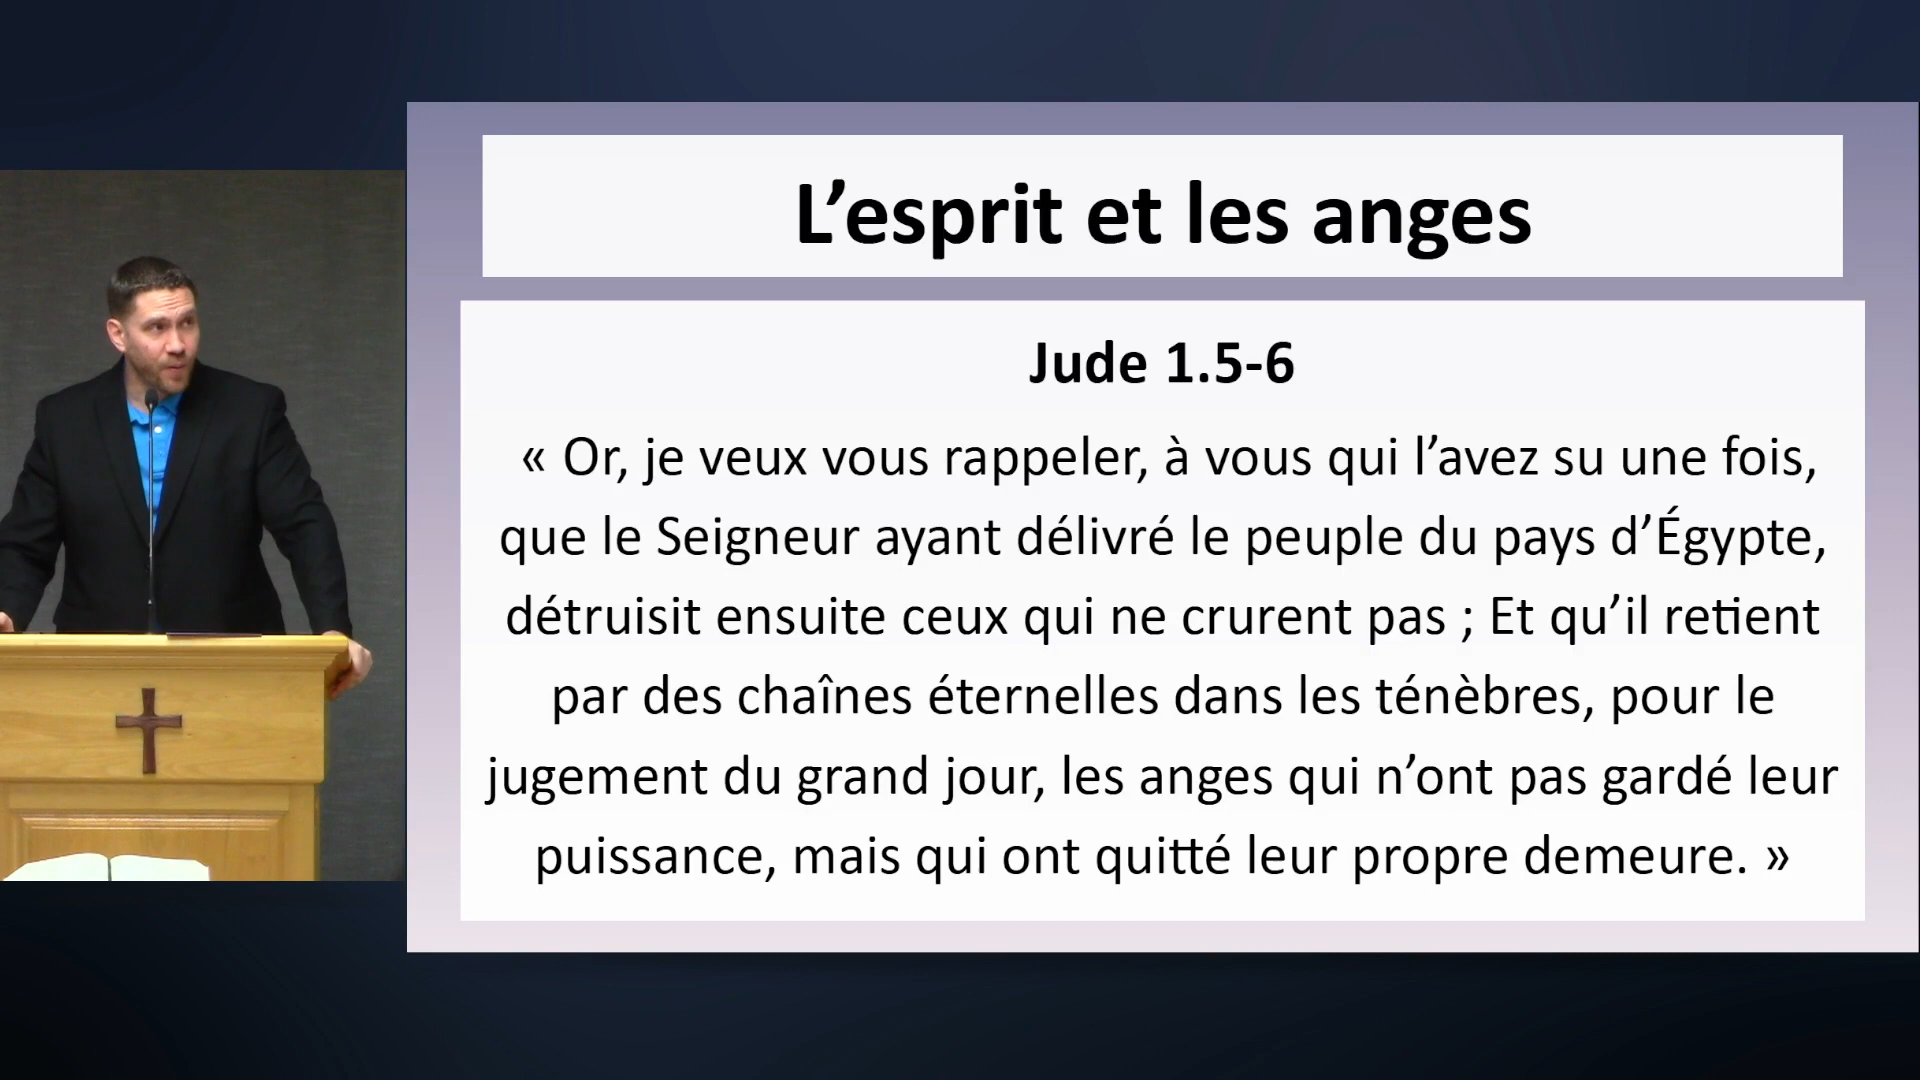 L’esprit et les anges
Jude 1.5-6
« Or, je veux vous rappeler, à vous qui l’avez su une fois,
que le Seigneur ayant délivré le peuple du pays d’Égypte,
détruisit ensuite ceux qui ne crurent pas ; Et qu’il retient
par des chaînes éternelles dans les ténèbres, pour le
jugement du grand jour, les anges qui n’ont pas gardé leur
puissance, mais qui ont quitté leur propre demeure. »